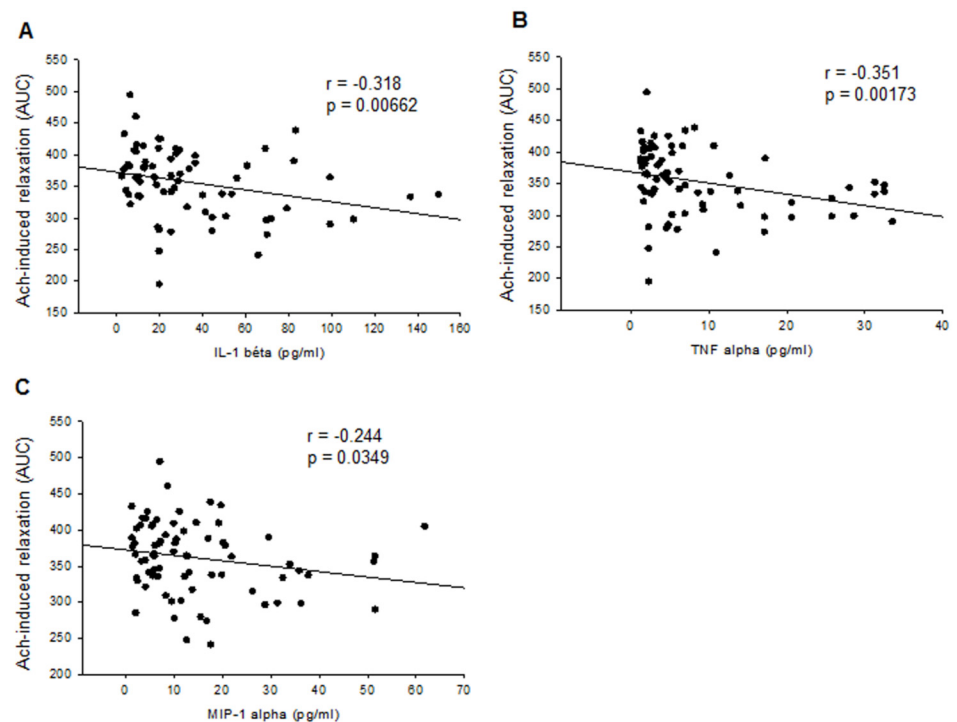 A
Ach-induced relaxation (AUC)
550
500
450
400
350
300
250
200
150
r = -0.318
p = 0.00662
0 20 40 60 80 100 120 140 160
IL-1 béta (pg/ml)
B
Ach-induced relaxation (AUC)
550
500
450
400
350
300
250
200
150
r = -0.351
p = 0.00173
0 10 20 30 40
TNF alpha (pg/ml)
C
Ach-induced relaxation (AUC)
550
500
450
400
350
300
250
200
r = -0.244
p = 0.0349
0 10 20 30 40 50 60 70
MIP-1 alpha (pg/ml)